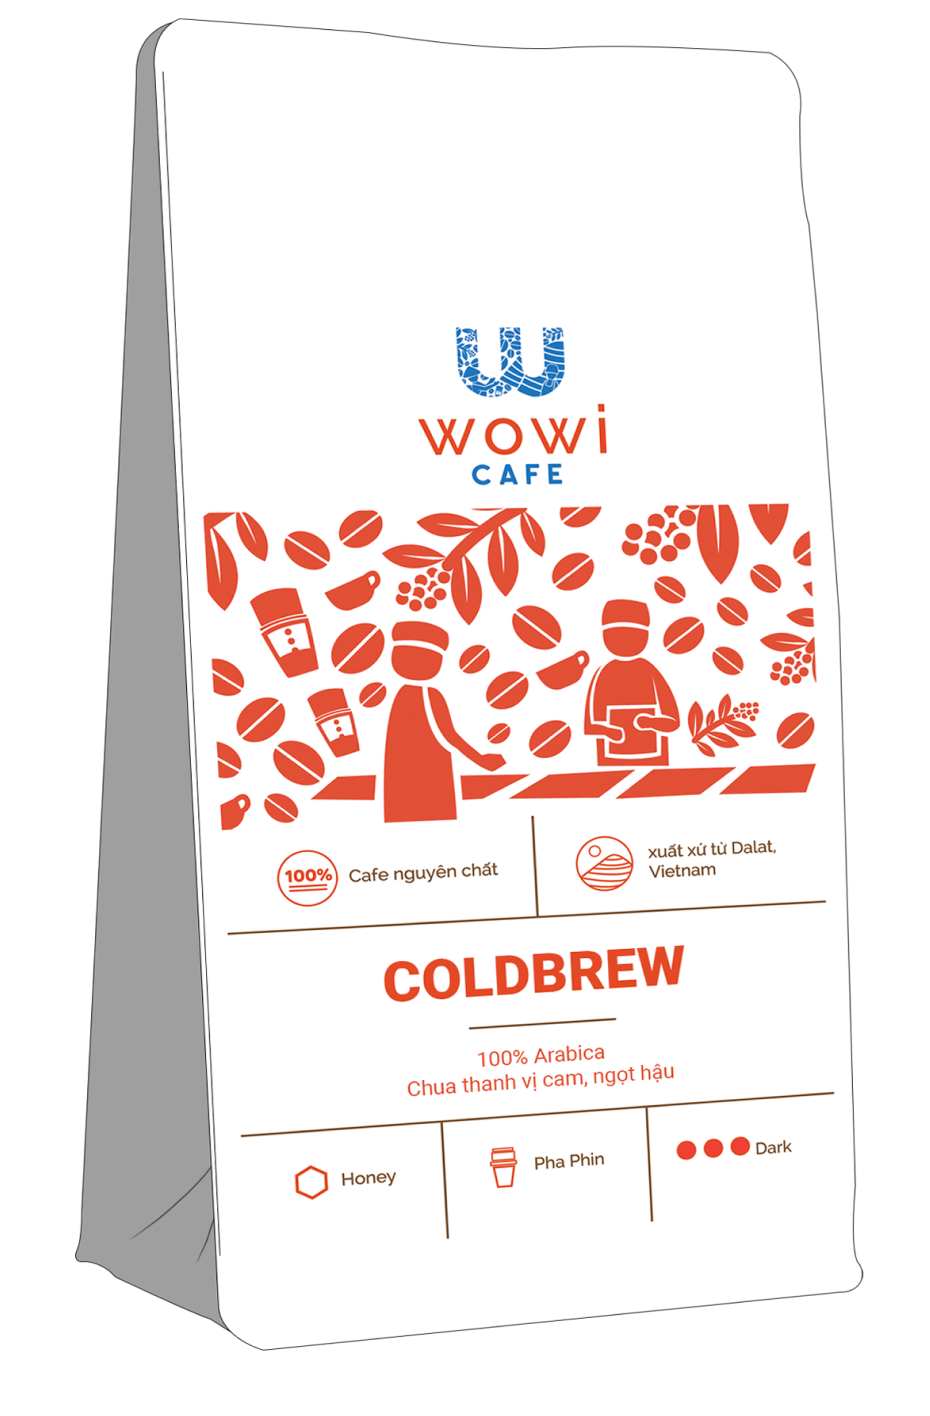 W
wowi
CAFE
100%
Cafe nguyên chất
xuất xứ từ Dalat,
Vietnam
COLDBREW
100% Arabica
Chua thanh vị cam, ngọt hậu
Honey
Pha Phin
Dark